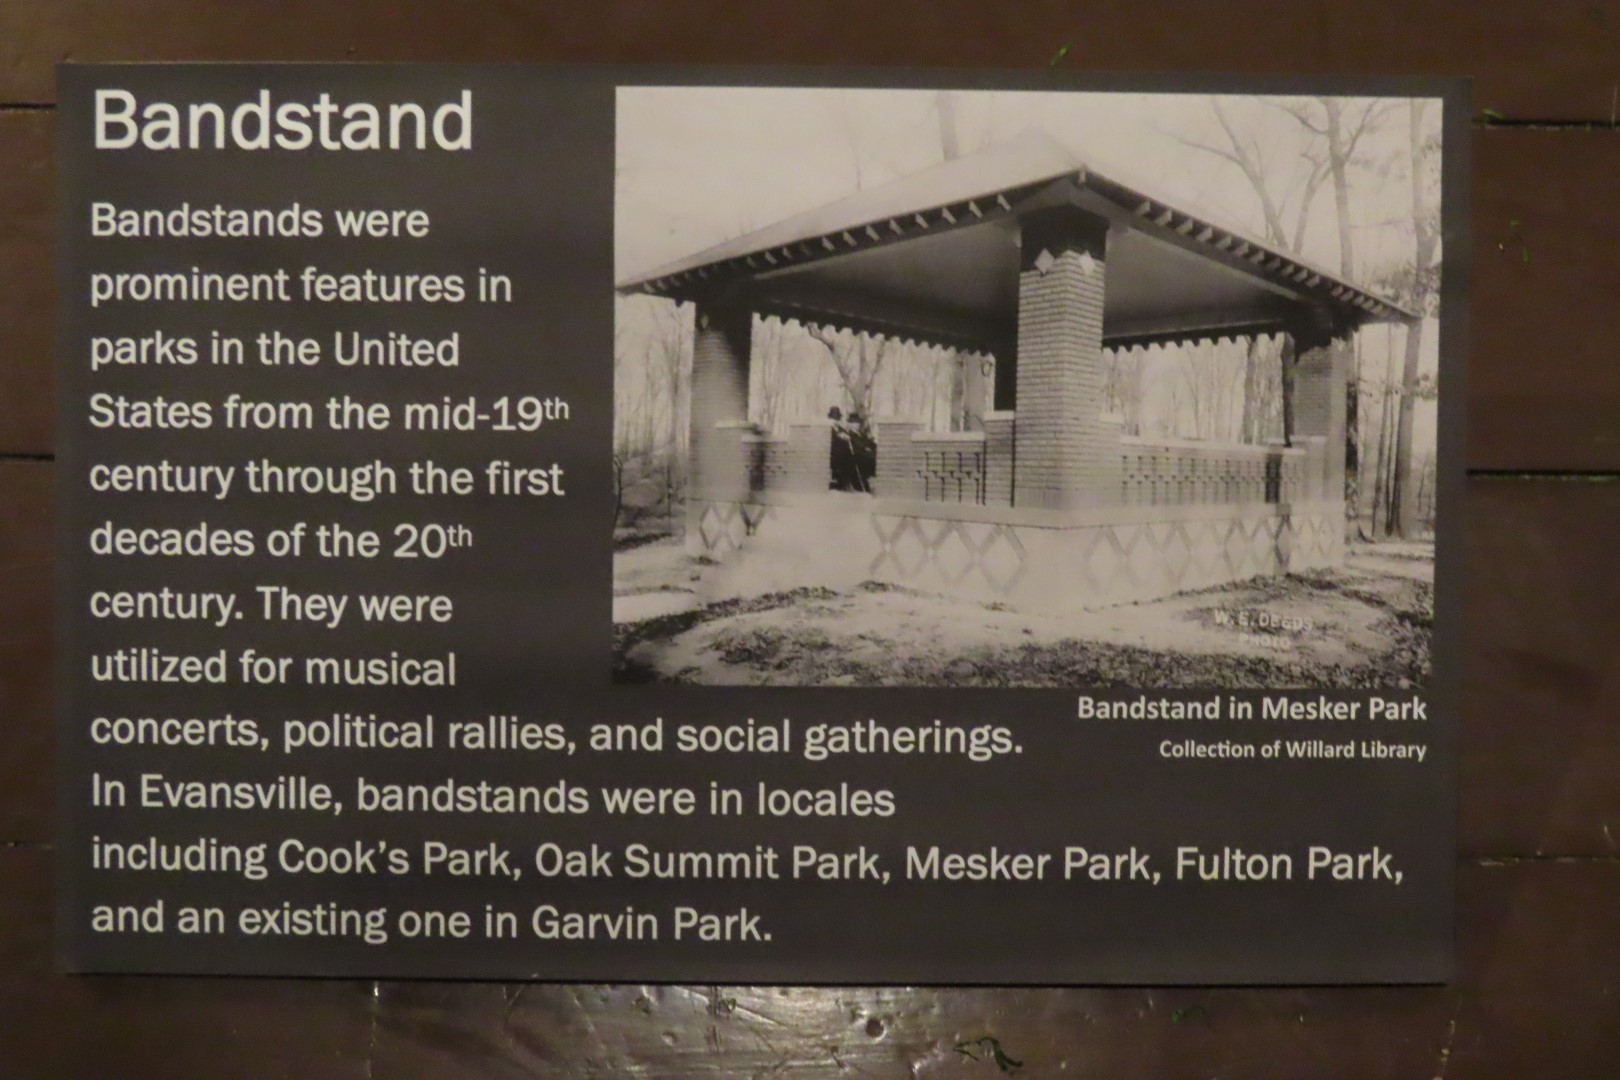 Bandstand
Bandstands were
prominent features in
parks in the United
States from the mid-19th
century through the first
decades of the 20th
century. They were
utilized for musical
concerts, political rallies, and social gatherings.
In Evansville, bandstands were in locales
including Cook's Park, Oak Summit Park, Mesker Park, Fulton Park,
and an existing one in Garvin Park.
W. E. DEEDS
PHOTO
Bandstand in Mesker Park
Collection of Willard Library